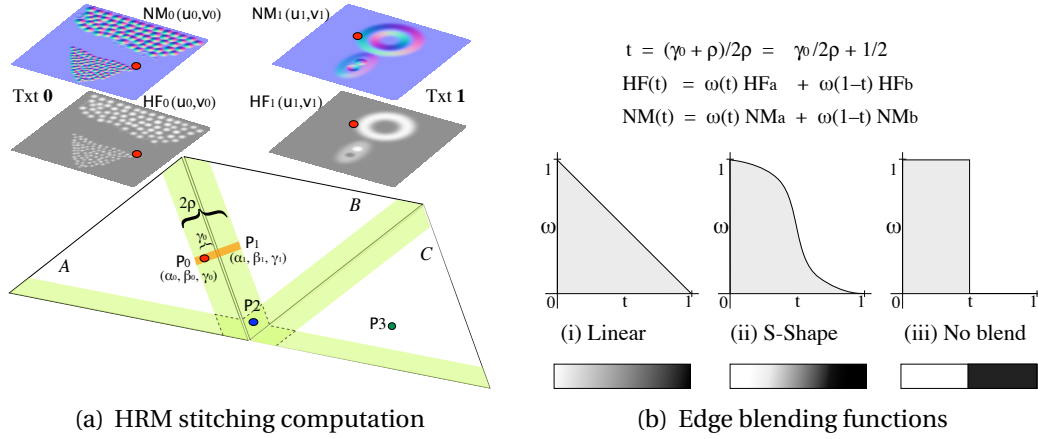 NM₀(u₀,v₀)
NM₁(u₁,v₁)
Txt 0
HF₀(u₀,v₀)
HF₁(u₁,v₁)
Txt 1
2ρ
γ₀
A
B
C
P₀
(α₀, β₀, γ₀)
P₁
(α₁, β₁, γ₁)
P2
P3
(a) HRM stitching computation
t = (γ₀ + ρ)/2ρ = γ₀/2ρ + 1/2
HF(t) = ω(t) HFa + ω(1–t) HFb
NM(t) = ω(t) NMa + ω(1–t) NMb
1
ω
0
t
1
(i) Linear
1
ω
0
t
1
(ii) S-Shape
1
ω
0
t
1
(iii) No blend
(b) Edge blending functions